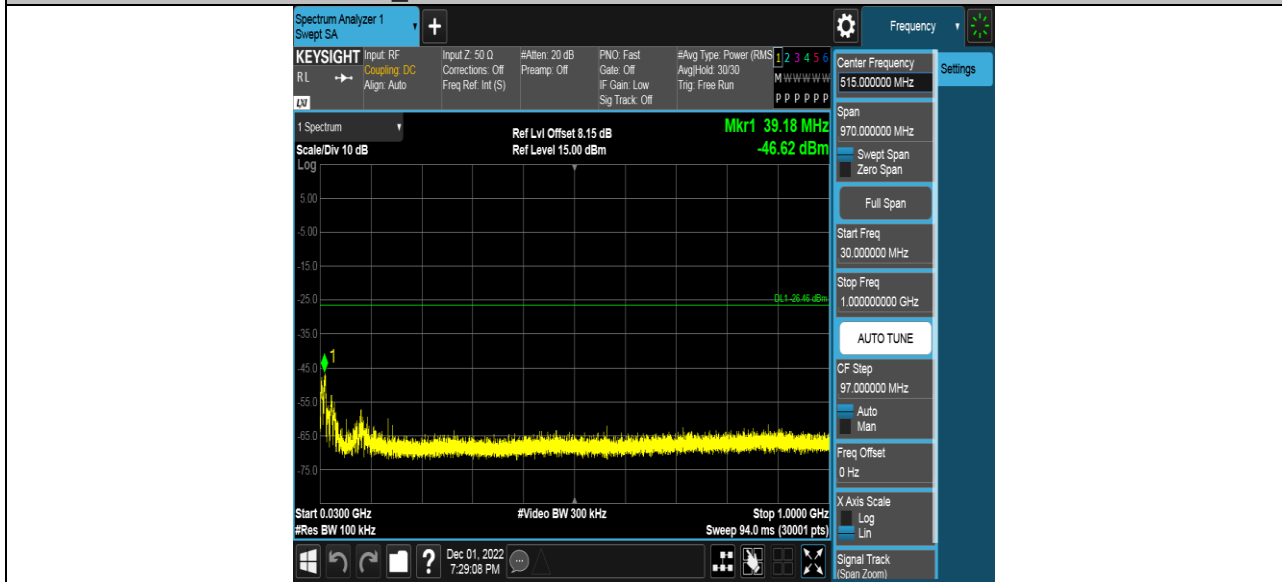 Spectrum Analyzer 1
Swept SA
+
Frequency
KEYSIGHT
RL
LXI
Input: RF
Coupling: DC
Align: Auto
Input Z: 50 Ω
Corrections: Off
Freq Ref: Int (S)
#Atten: 20 dB
Preamp: Off
PNO: Fast
Gate: Off
IF Gain: Low
Sig Track: Off
#Avg Type: Power (RMS
Avg|Hold: 30/30
Trig: Free Run
1 2 3 4 5 6
M W W W W W
P P P P P P
1 Spectrum
Scale/Div 10 dB
Ref Lvl Offset 8.15 dB
Ref Level 15.00 dBm
Mkr1 39.18 MHz
-46.62 dBm
Log
5.00
-5.00
-15.0
-25.0
DL1 -26.46 dBm
-35.0
1
-45.0
-55.0
-65.0
-75.0
Start 0.0300 GHz
#Res BW 100 kHz
#Video BW 300 kHz
Stop 1.0000 GHz
Sweep 94.0 ms (30001 pts)
?
Dec 01, 2022
7:29:08 PM
Center Frequency
515.000000 MHz
Settings
Span
970.000000 MHz
Swept Span
Zero Span
Full Span
Start Freq
30.000000 MHz
Stop Freq
1.000000000 GHz
AUTO TUNE
CF Step
97.000000 MHz
Auto
Man
Freq Offset
0 Hz
X Axis Scale
Log
Lin
Signal Track
(Span Zoom)